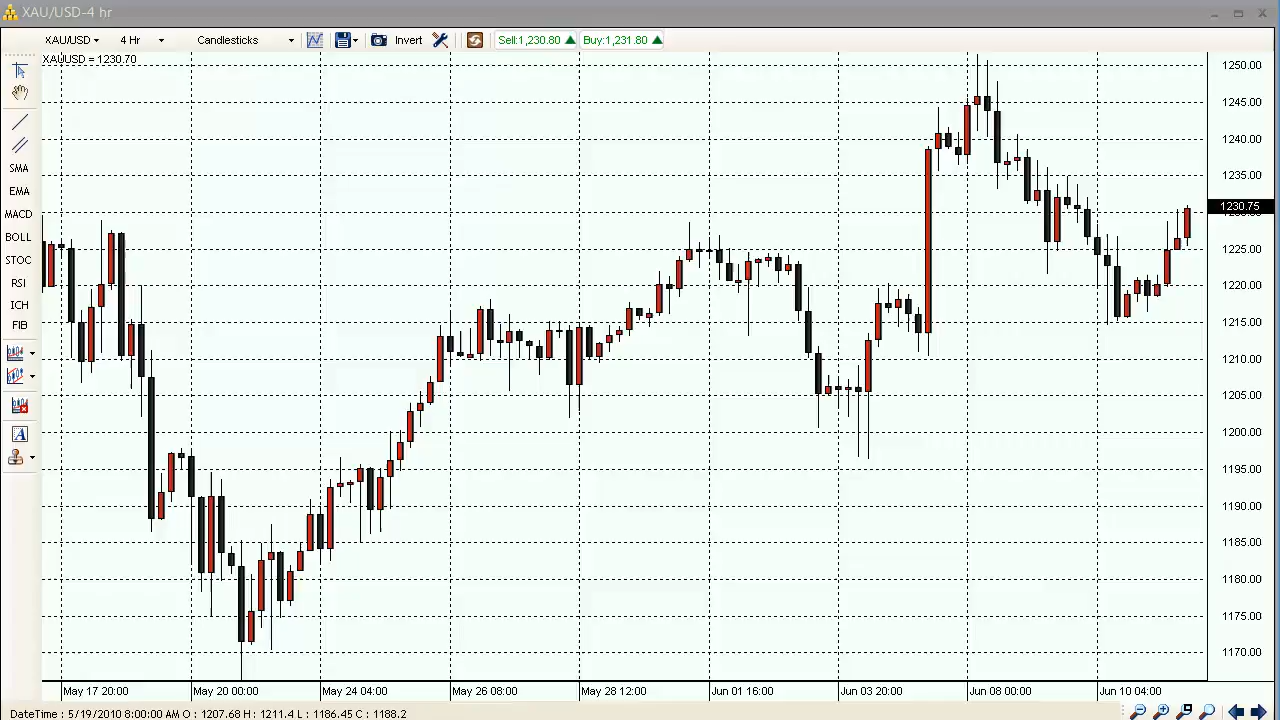 XAU/USD-4 hr
XAU/USD 4 Hr Candlesticks Insert Sell:1,230.80 Buy:1,231.80
XAUUSD = 1230.70
1250.00
1245.00
1240.00
1235.00
1230.75
1225.00
1220.00
1215.00
1210.00
1205.00
1200.00
1195.00
1190.00
1185.00
1180.00
1175.00
1170.00
SMA
EMA
MACD
BOLL
STOC
RSI
ICH
FIB
A
May 17 20:00 May 20 00:00 May 24 04:00 May 26 08:00 May 28 12:00 Jun 01 16:00 Jun 03 20:00 Jun 08 00:00 Jun 10 04:00
DateTime : 5/19/2010 8:00:00 AM O : 1207.68 H : 1211.4 L : 1186.45 C : 1188.2